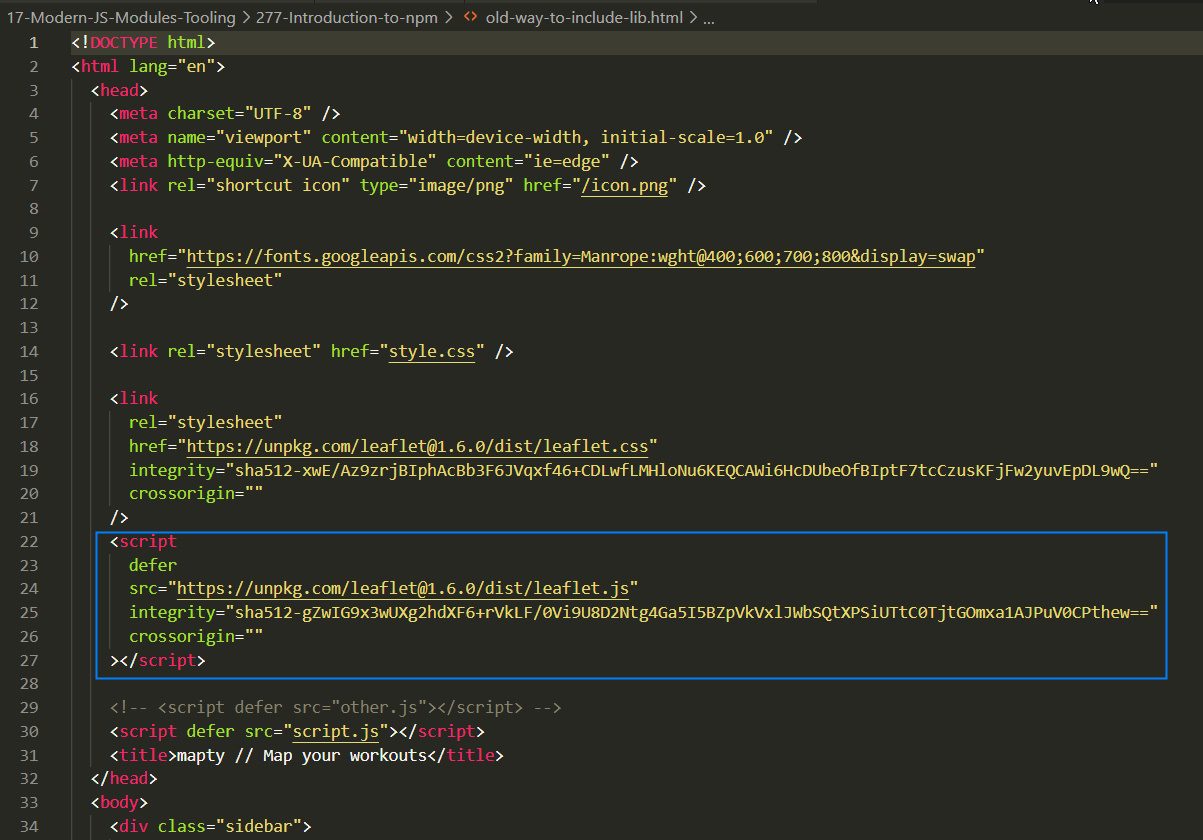 17-Modern-JS-Modules-Tooling > 277-Introduction-to-npm > <> old-way-to-include-lib.html > ...
1 <!DOCTYPE html>
2 <html lang="en">
3 <head>
4 <meta charset="UTF-8" />
5 <meta name="viewport" content="width=device-width, initial-scale=1.0" />
6 <meta http-equiv="X-UA-Compatible" content="ie=edge" />
7 <link rel="shortcut icon" type="image/png" href="/icon.png" />
8
9 <link
10 href="https://fonts.googleapis.com/css2?family=Manrope:wght@400;600;700;800&display=swap"
11 rel="stylesheet"
12 />
13
14 <link rel="stylesheet" href="style.css" />
15
16 <link
17 rel="stylesheet"
18 href="https://unpkg.com/leaflet@1.6.0/dist/leaflet.css"
19 integrity="sha512-xwE/Az9zrjBIphAcBb3F6JVqxf46+CDLwfLMHloNu6KEQCAWi6HcDUbeOfBIptF7tcCzusKFjFw2yuvEpDL9wQ=="
20 crossorigin=""
21 />
22 <script
23 defer
24 src="https://unpkg.com/leaflet@1.6.0/dist/leaflet.js"
25 integrity="sha512-gZwIG9x3wUXg2hdXF6+rVkLF/0Vi9U8D2Ntg4Ga5I5BZpVkVxlJWbSQtXPSiUTtC0TjtGOmxa1AJPuV0CPthew=="
26 crossorigin=""
27 ></script>
28
29 <!-- <script defer src="other.js"></script> -->
30 <script defer src="script.js"></script>
31 <title>mapty // Map your workouts</title>
32 </head>
33 <body>
34 <div class="sidebar">